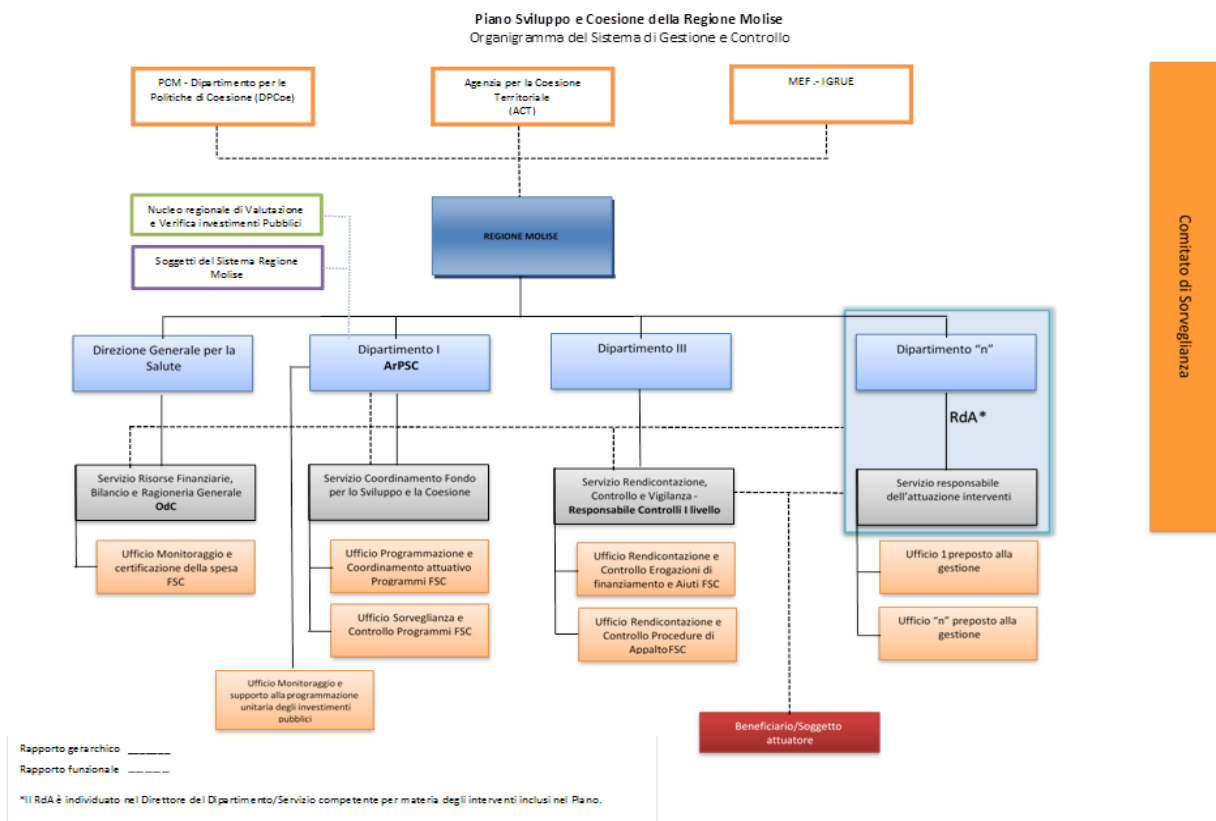 Piano Sviluppo e Coesione della Regione Molise
Organigramma del Sistema di Gestione e Controllo
PCM - Dipartimento per le
Politiche di Coesione (DPCoe)
Agenzia per la Coesione
Territoriale
(ACT)
MEF.- IGRUE
Nucleo regionale di Valutazione
e Verifica investimenti Pubblici
Soggetti del Sistema Regione
Molise
REGIONE MOLISE
Comitato di Sorveglianza
Direzione Generale per la
Salute
Dipartimento I
ArPSC
Dipartimento III
Dipartimento "n"
RdA*
Servizio Risorse Finanziarie,
Bilancio e Ragioneria Generale
OdC
Servizio Coordinamento Fondo
per lo Sviluppo e la Coesione
Servizio Rendicontazione,
Controllo e Vigilanza -
Responsabile Controlli I livello
Servizio responsabile
dell'attuazione interventi
Ufficio Monitoraggio e
certificazione della spesa
FSC
Ufficio Programmazione e
Coordinamento attuativo
Programmi FSC
Ufficio Rendicontazione e
Controllo Erogazioni di
finanziamento e Aiuti FSC
Ufficio 1 preposto alla
gestione
Ufficio Sorveglianza e
Controllo Programmi FSC
Ufficio Rendicontazione e
Controllo Procedure di
Appalto FSC
Ufficio "n" preposto alla
gestione
Ufficio Monitoraggio e
supporto alla programmazione
unitaria degli investimenti
pubblici
Beneficiario/Soggetto
attuatore
Rapporto gerarchico _______
Rapporto funzionale _ _ _ _ _
*Il RdA è individuato nel Direttore del Dipartimento/Servizio competente per materia degli interventi inclusi nel Piano.